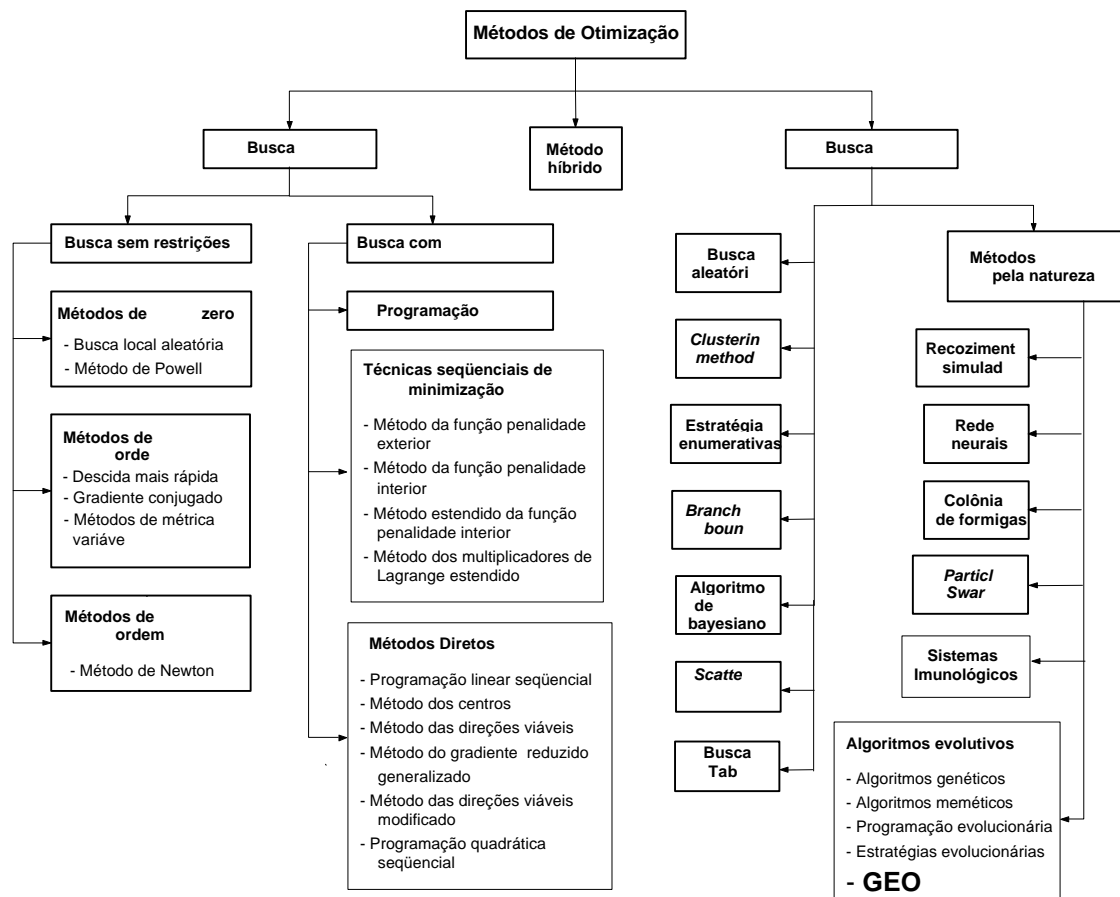 Métodos de Otimização
Busca
Método
híbrido
Busca
Busca sem restrições
Métodos de zero
- Busca local aleatória
- Método de Powell
Métodos de
orde
- Descida mais rápida
- Gradiente conjugado
- Métodos de métrica
variáve
Métodos de
ordem
- Método de Newton
Busca com
Programação
Técnicas seqüenciais de
minimização
- Método da função penalidade
exterior
- Método da função penalidade
interior
- Método estendido da função
penalidade interior
- Método dos multiplicadores de
Lagrange estendido
Métodos Diretos
- Programação linear seqüencial
- Método dos centros
- Método das direções viáveis
- Método do gradiente reduzido
generalizado
- Método das direções viáveis
modificado
- Programação quadrática
seqüencial
Busca
aleatóri
Clusterin
method
Estratégia
enumerativas
Branch
boun
Algoritmo
de
bayesiano
Scatte
Busca
Tab
Métodos
pela natureza
Recoziment
simulad
Rede
neurais
Colônia
de formigas
Particl
Swar
Sistemas
Imunológicos
Algoritmos evolutivos
- Algoritmos genéticos
- Algoritmos meméticos
- Programação evolucionária
- Estratégias evolucionárias
- GEO